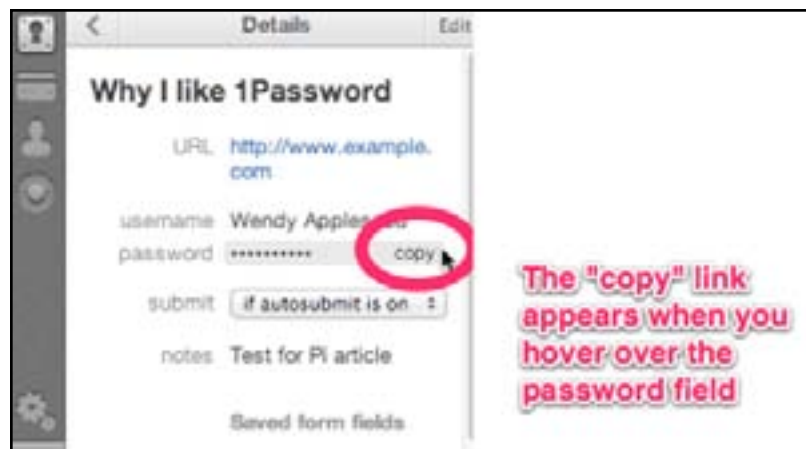 Details Edit
Why I like 1Password
URL http://www.example.
com
username Wendy
password •••••••••• copy
submit if autosubmit is on
notes Test for Pi article
Saved form fields
The "copy" link
appears when you
hover over the
password field